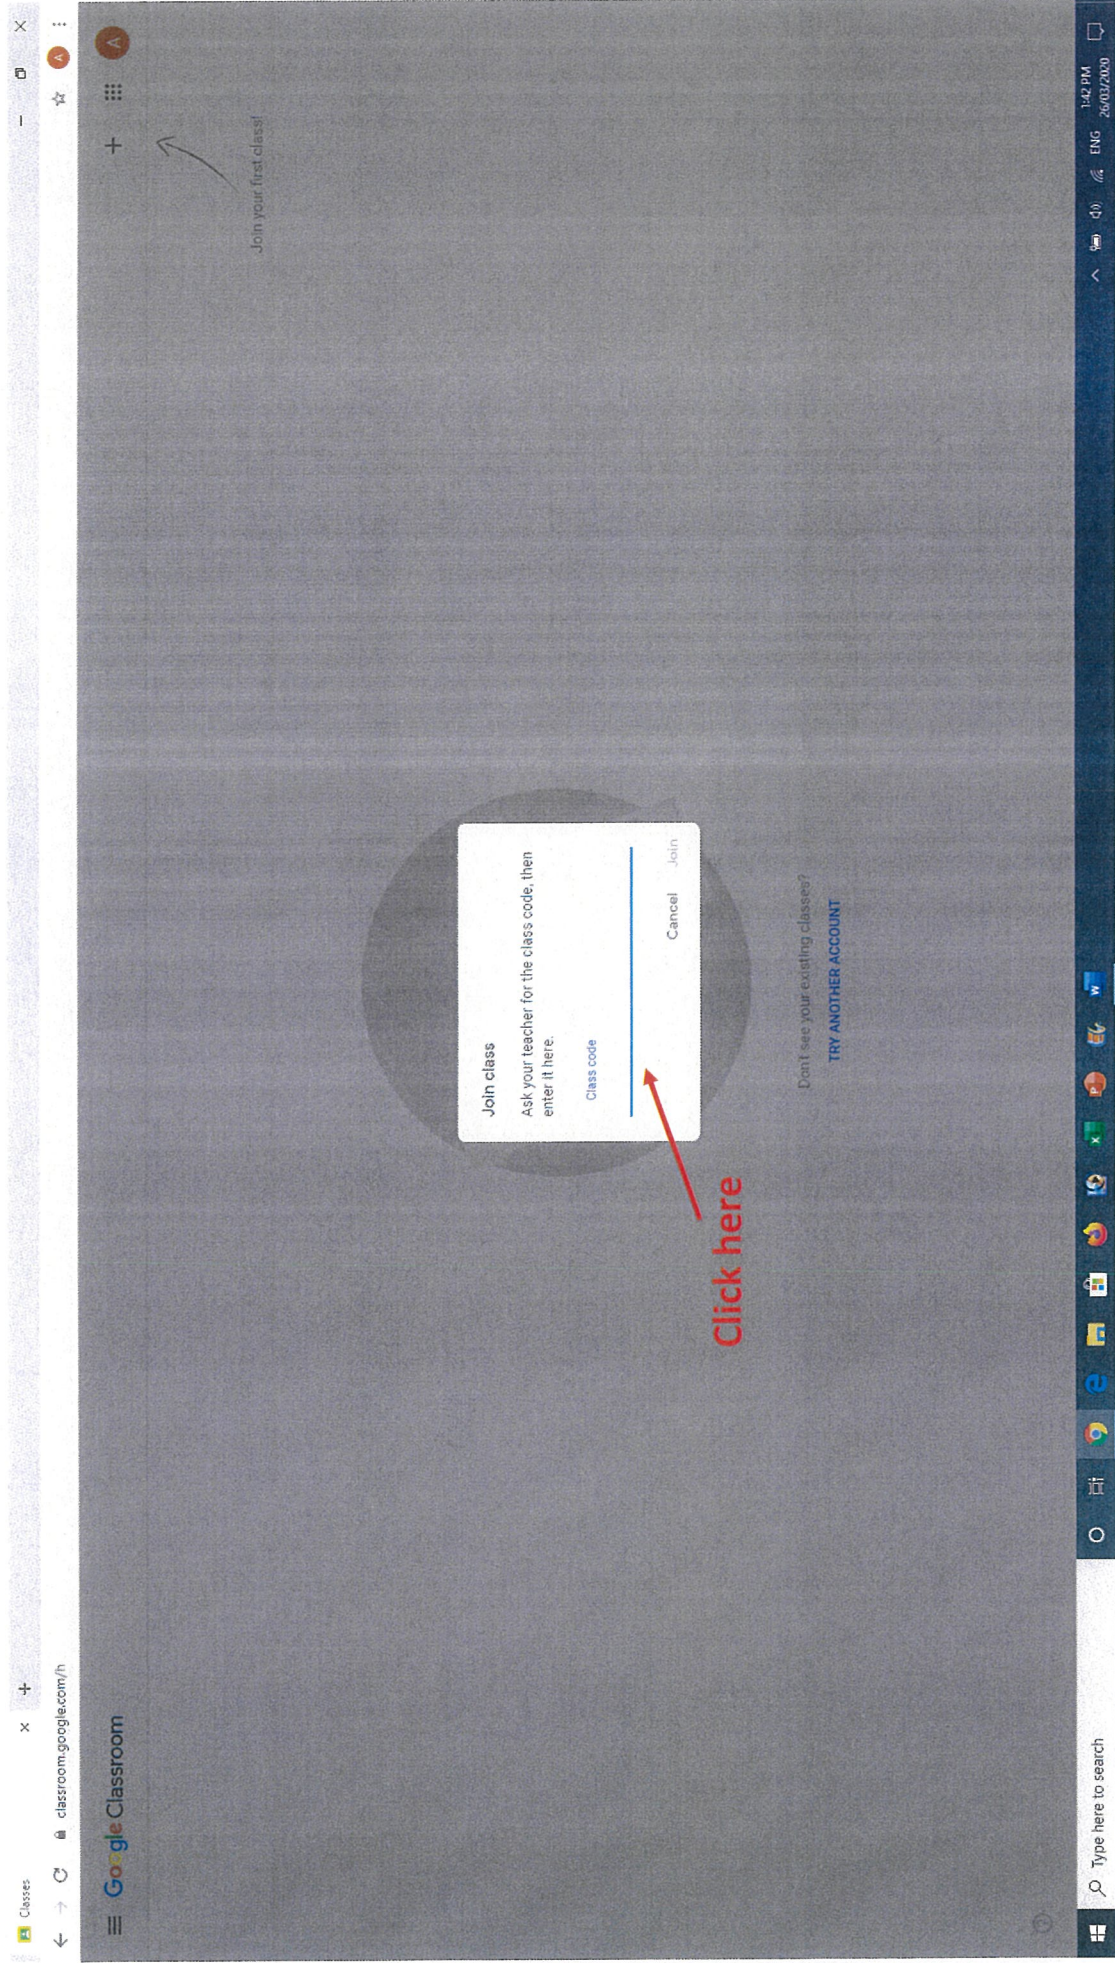 Classes
classroom.google.com/h
Google Classroom
A
A
Join your first class!
Join class
Ask your teacher for the class code, then
enter it here.
Class code
Cancel Join
Click here
Don't see your existing classes?
TRY ANOTHER ACCOUNT
Type here to search
ENG
1:42 PM
26/03/2020